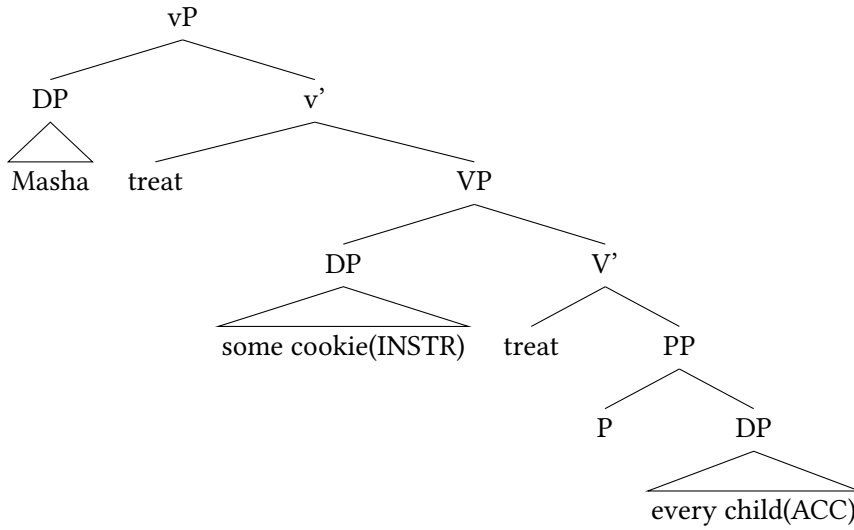 vP
DP v’
Masha treat VP
DP V’
some cookie(INSTR) treat PP
P DP
every child(ACC)